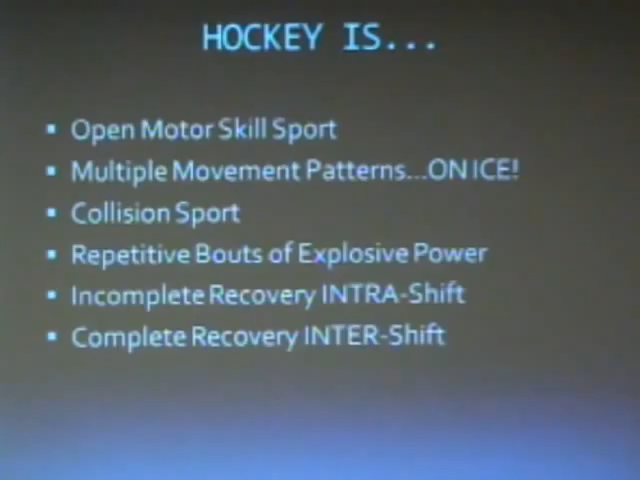 HOCKEY IS...
▪ Open Motor Skill Sport
▪ Multiple Movement Patterns...ON ICE!
▪ Collision Sport
▪ Repetitive Bouts of Explosive Power
▪ Incomplete Recovery INTRA-Shift
▪ Complete Recovery INTER-Shift